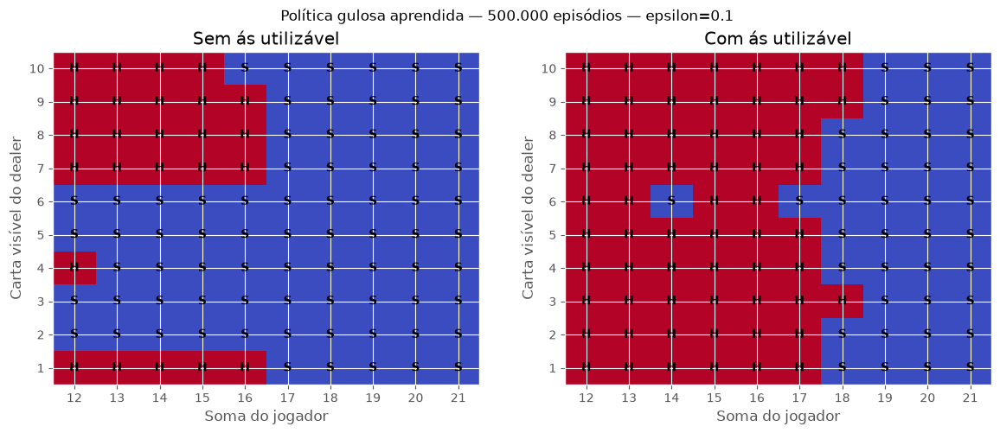 Política gulosa aprendida — 500.000 episódios — epsilon=0.1
Sem ás utilizável
Carta visível do dealer
10 H H H H S S S S S S
9 H H H H H S S S S S
8 H H H H H S S S S S
7 H H H H H S S S S S
6 S S S S S S S S S S
5 S S S S S S S S S S
4 H S S S S S S S S S
3 S S S S S S S S S S
2 S S S S S S S S S S
1 H H H H H S S S S S
12 13 14 15 16 17 18 19 20 21
Soma do jogador
Com ás utilizável
Carta visível do dealer
10 H H H H H H H S S S
9 H H H H H H H S S S
8 H H H H H H S S S S
7 H H H H H H S S S S
6 H H S H H S S S S S
5 H H H H H H S S S S
4 H H H H H H S S S S
3 H H H H H H H S S S
2 H H H H H H S S S S
1 H H H H H H S S S S
12 13 14 15 16 17 18 19 20 21
Soma do jogador